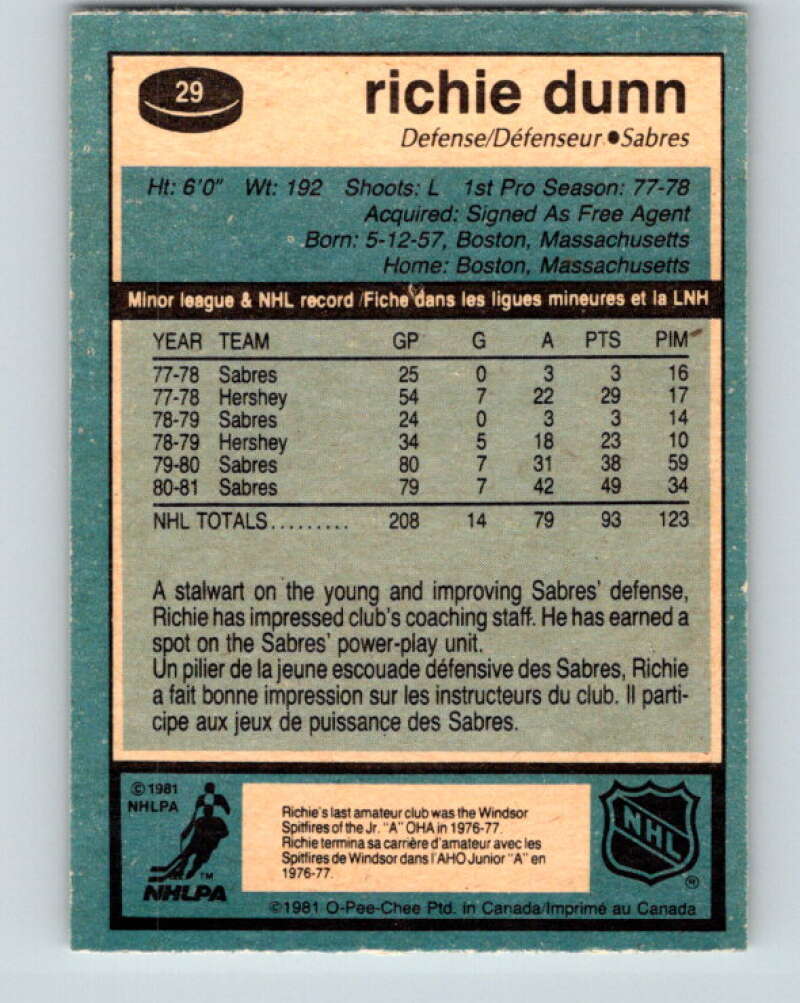 29
richie dunn
Defense/Défenseur ●Sabres
Ht: 6'0" Wt: 192 Shoots: L 1st Pro Season: 77-78
Acquired: Signed As Free Agent
Born: 5-12-57, Boston, Massachusetts
Home: Boston, Massachusetts
Minor league & NHL record/Fiche dans les ligues mineures et la LNH
YEAR TEAM GP G A PTS PIM
77-78 Sabres 25 0 3 3 16
77-78 Hershey 54 7 22 29 17
78-79 Sabres 24 0 3 3 14
78-79 Hershey 34 5 18 23 10
79-80 Sabres 80 7 31 38 59
80-81 Sabres 79 7 42 49 34
NHL TOTALS......... 208 14 79 93 123
A stalwart on the young and improving Sabres' defense,
Richie has impressed club's coaching staff. He has earned a
spot on the Sabres' power-play unit.
Un pilier de la jeune escouade défensive des Sabres, Richie
a fait bonne impression sur les instructeurs du club. Il parti-
cipe aux jeux de puissance des Sabres.
©1981
NHLPA
TM
NHLPA
Richie's last amateur club was the Windsor
Spitfires of the Jr. "A" OHA in 1976-77.
Richie termina sa carrière d'amateur avec les
Spitfires de Windsor dans l'AHO Junior "A" en
1976-77.
NHL
®
©1981 O-Pee-Chee Ptd. in Canada/Imprimé au Canada